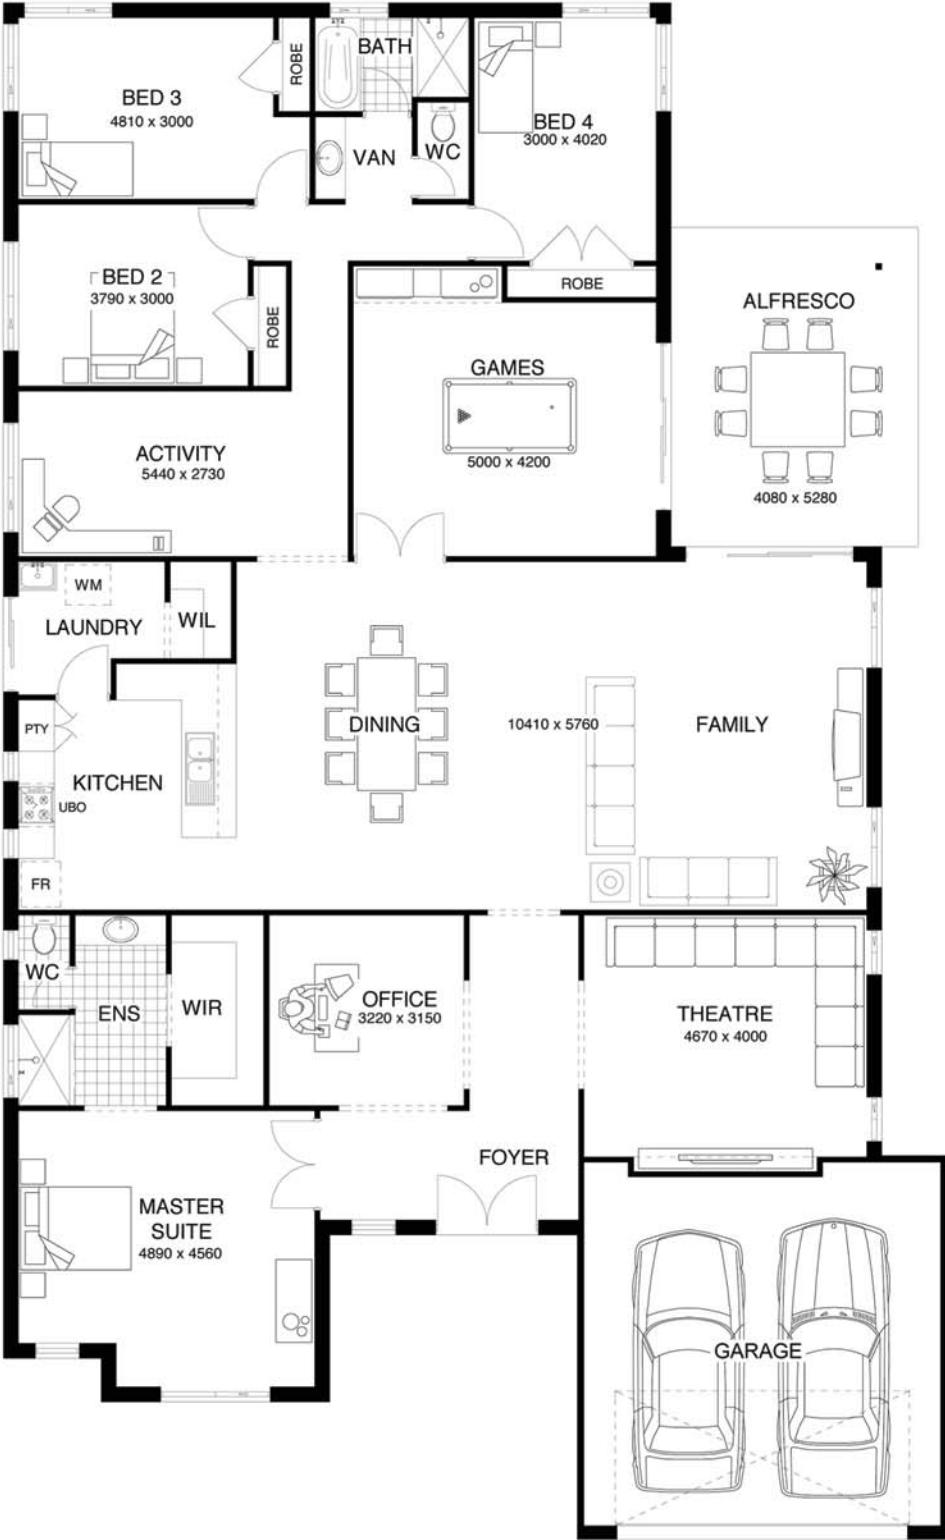 BATH
ROBE
BED 3
4810 x 3000
BED 4
3000 x 4020
VAN
WC
BED 2
3790 x 3000
ROBE
ROBE
ALFRESCO
4080 x 5280
GAMES
5000 x 4200
ACTIVITY
5440 x 2730
WM
LAUNDRY
WIL
PTY
KITCHEN
UBO
FR
DINING
10410 x 5760
FAMILY
WC
ENS
WIR
OFFICE
3220 x 3150
THEATRE
4670 x 4000
FOYER
MASTER
SUITE
4890 x 4560
GARAGE